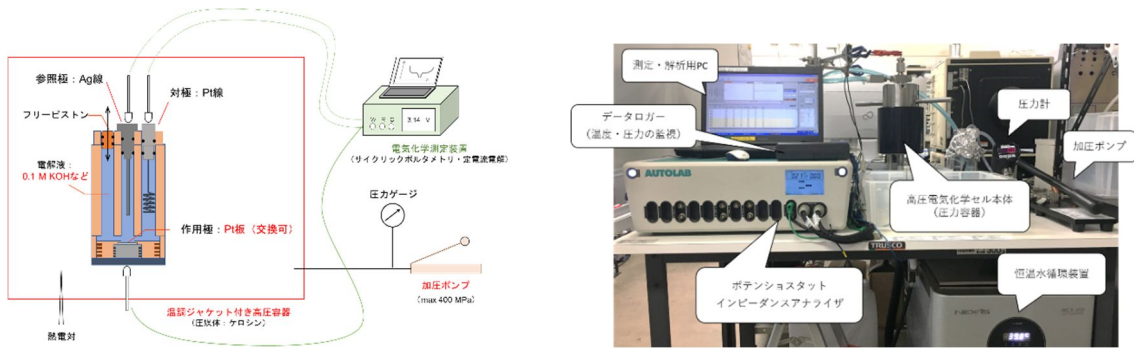 参照極：Ag線
対極：Pt線
フリーピストン
電解液：
0.1 M KOHなど
作用極：Pt板（交換可）
3.14 V
電気化学測定装置
（サイクリックボルタメトリ・定電流電解）
圧力ゲージ
加圧ポンプ
（max 400 MPa）
温調ジャケット付き高圧容器
（圧媒体：ケロシン）
熱電対
測定・解析用PC
データロガー
（温度・圧力の監視）
AUTOLAB
圧力計
加圧ポンプ
高圧電気化学セル本体
（圧力容器）
TRUSCO
ポテンショスタット
インピーダンスアナライザ
恒温水循環装置